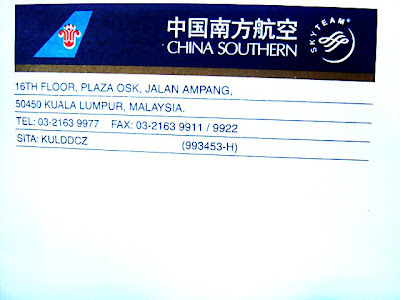 中国南方航空
CHINA SOUTHERN
SKYTEAM
16TH FLOOR, PLAZA OSK, JALAN AMPANG,
50450 KUALA LUMPUR, MALAYSIA.
TEL: 03-2163 9977 FAX: 03-2163 9911 / 9922
SITA: KULDDCZ (993453-H)